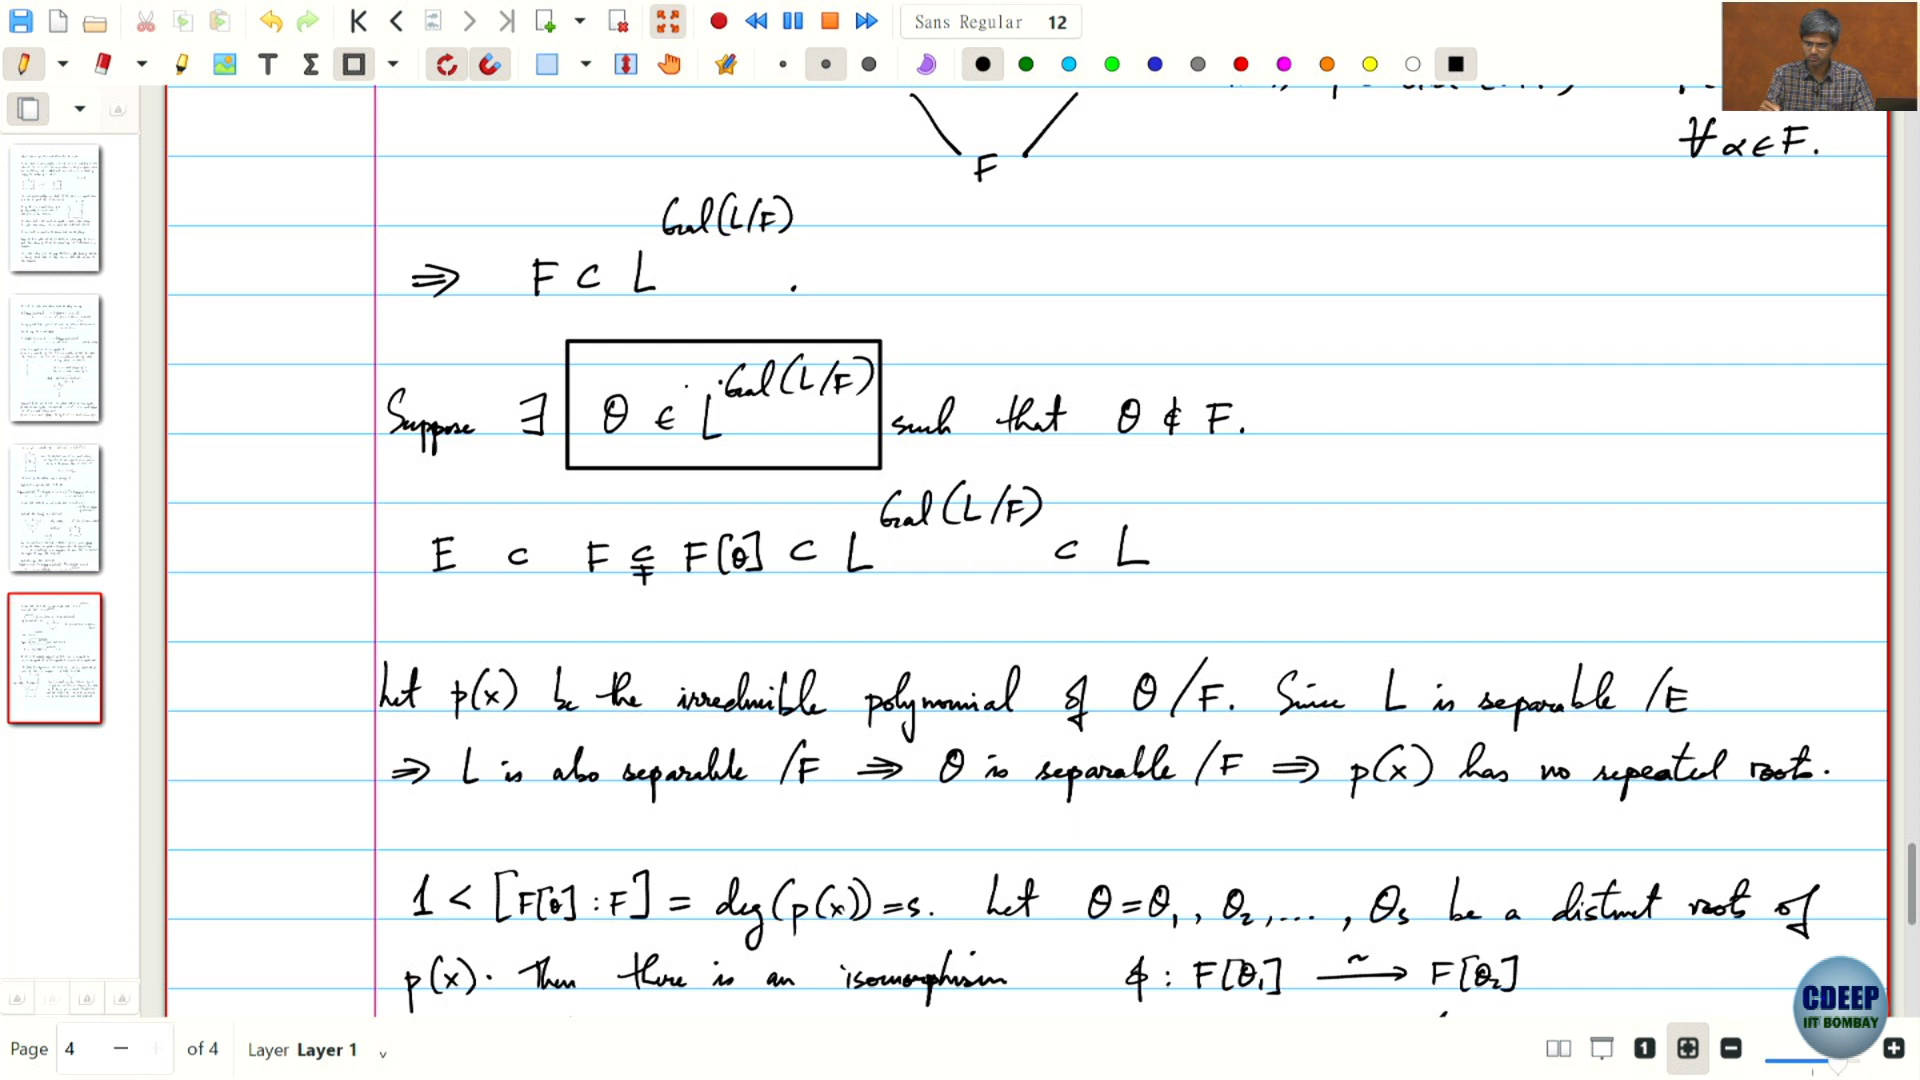 Sans Regular 12
F
∀ α ∈ F.
Gal(L/F)
⇒ F ⊂ L .
Gal(L/F)
Suppose ∃ θ ∈ L such that θ ∉ F.
Gal(L/F)
E ⊂ F ⊊ F[θ] ⊂ L ⊂ L
Let p(x) be the irreducible polynomial of θ/F. Since L is separable /E
⇒ L is also separable /F ⇒ θ is separable /F ⇒ p(x) has no repeated roots.
1 < [F[θ] : F] = deg(p(x)) = s. Let θ = θ₁, θ₂, ..., θs be a distinct roots of
p(x). Then there is an isomorphism ϕ : F[θ₁] ⥲ F[θ₂]
CDEEP
IIT BOMBAY
Page 4 of 4 Layer Layer 1